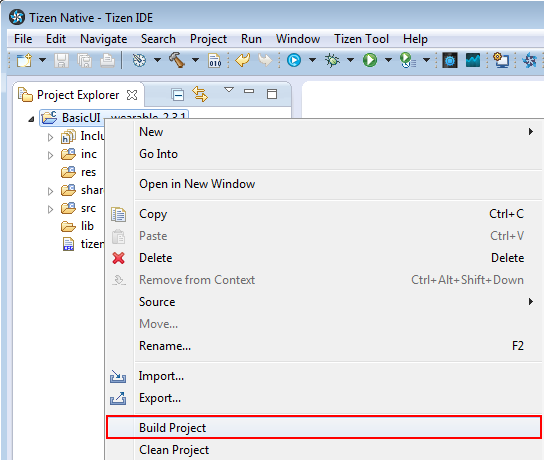 Tizen Native - Tizen IDE
File Edit Navigate Search Project Run Window Tizen Tool Help
010
Project Explorer
BasicUI - wearable-2.3.1
New
Inclu
Go Into
inc
res
Open in New Window
shar
Copy Ctrl+C
src
Paste Ctrl+V
lib
tizen
Delete Delete
Remove from Context Ctrl+Alt+Shift+Down
Source
Move...
Rename... F2
Import...
Export...
Build Project
Clean Project